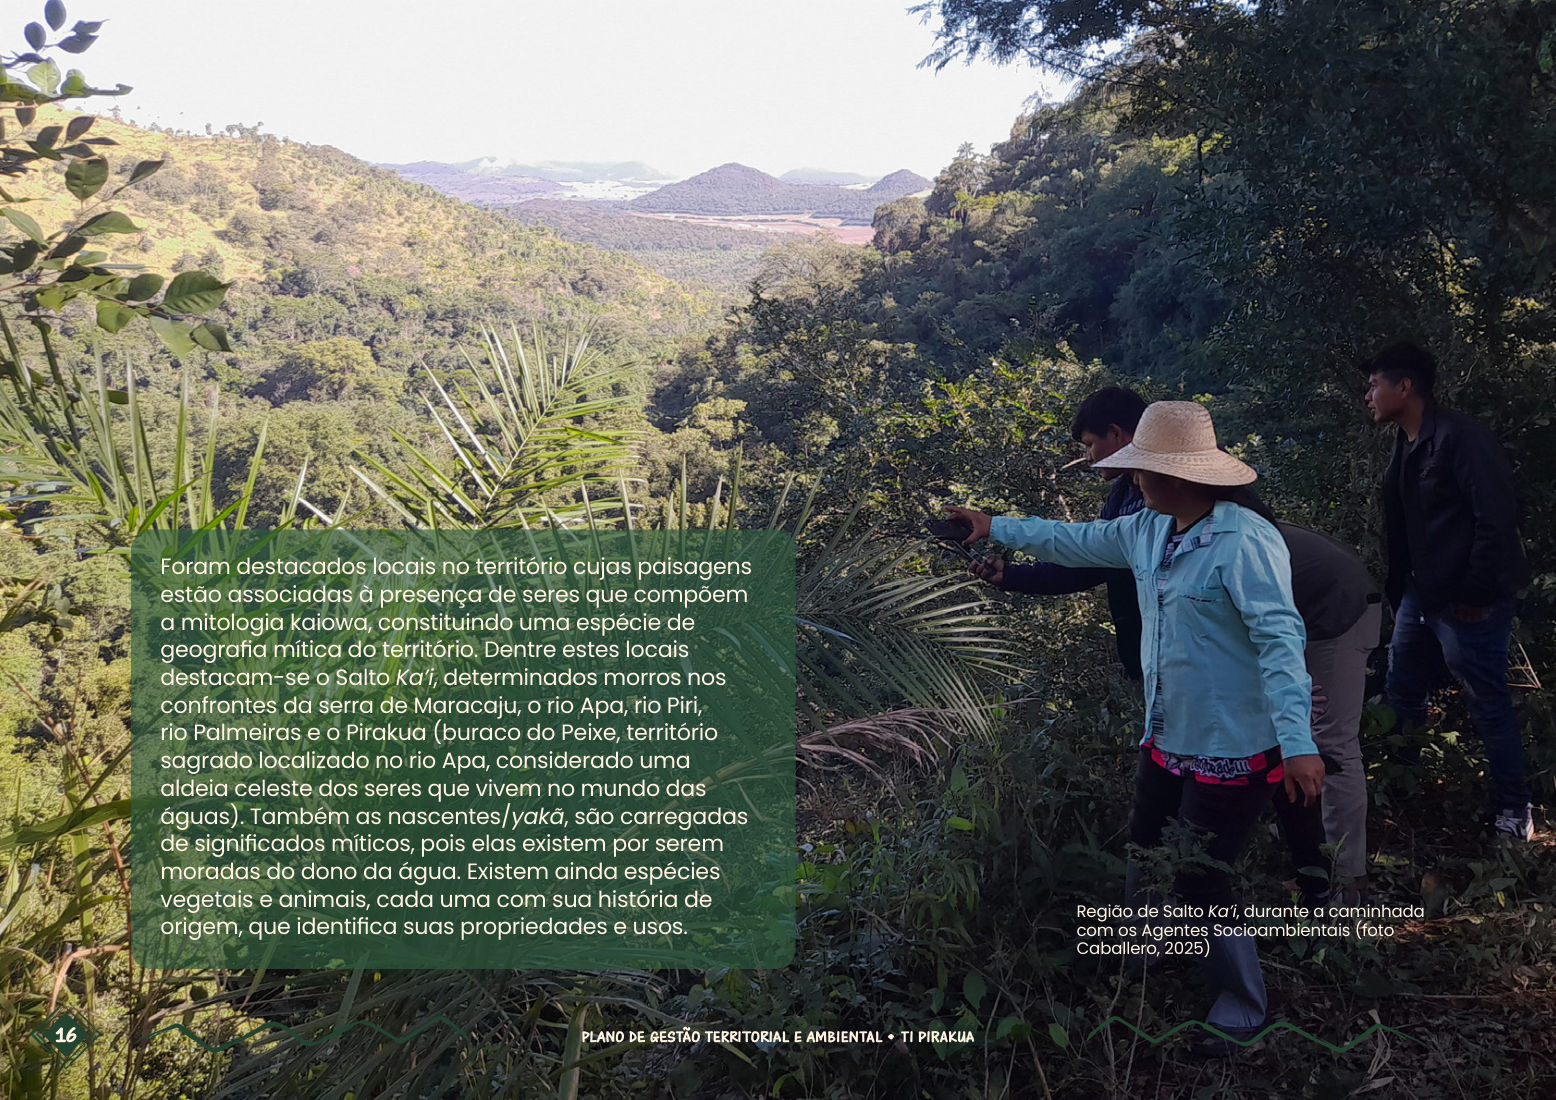 Foram destacados locais no território cujas paisagens
estão associadas à presença de seres que compõem
a mitologia kaiowa, constituindo uma espécie de
geografia mítica do território. Dentre estes locais
destacam-se o Salto Ka’i, determinados morros nos
confrontes da serra de Maracaju, o rio Apa, rio Piri,
rio Palmeiras e o Pirakua (buraco do Peixe, território
sagrado localizado no rio Apa, considerado uma
aldeia celeste dos seres que vivem no mundo das
águas). Também as nascentes/yakã, são carregadas
de significados míticos, pois elas existem por serem
moradas do dono da água. Existem ainda espécies
vegetais e animais, cada uma com sua história de
origem, que identifica suas propriedades e usos.
Região de Salto Ka’i, durante a caminhada
com os Agentes Socioambientais (foto
Caballero, 2025)
16
PLANO DE GESTÃO TERRITORIAL E AMBIENTAL • TI PIRAKUA